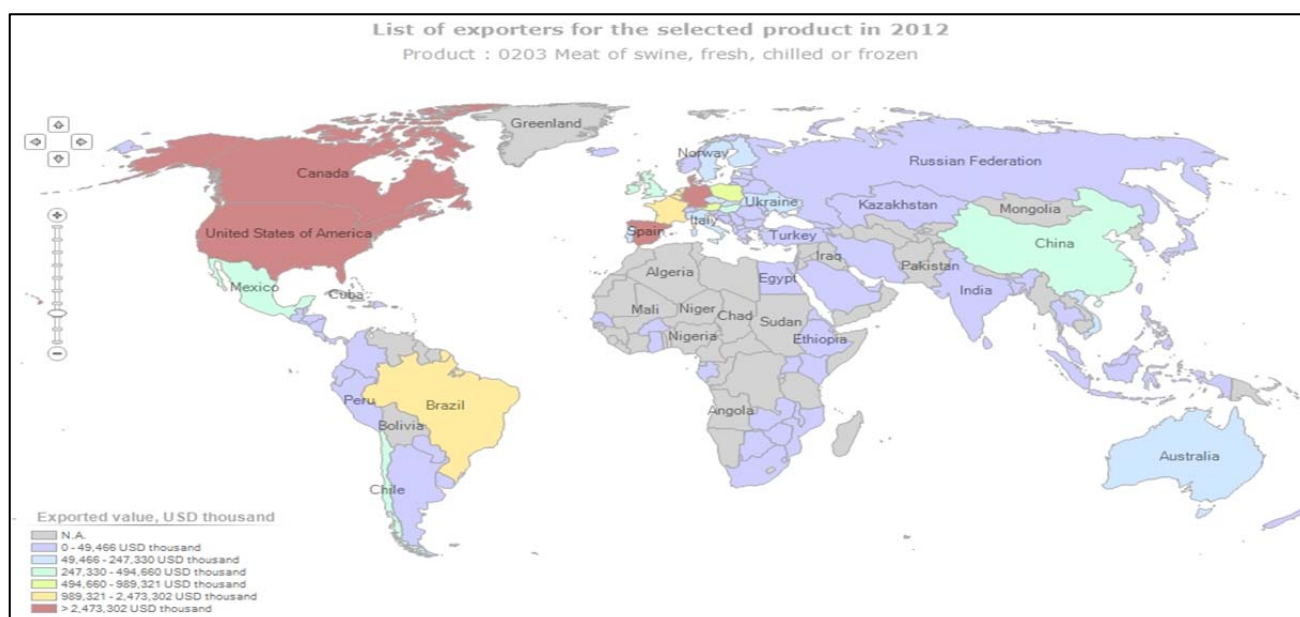 List of exporters for the selected product in 2012
Product : 0203 Meat of swine, fresh, chilled or frozen
Greenland
Norway
Russian Federation
Canada
Ukraine
Kazakhstan
Mongolia
Italy
Spain
Turkey
United States of America
China
Iraq
Pakistan
Algeria
Egypt
India
Mexico
Cuba
Mali
Niger
Chad
Sudan
Nigeria
Ethiopia
Peru
Brazil
Angola
Bolivia
Australia
Chile
Exported value, USD thousand
N.A.
0 - 49,466 USD thousand
49,466 - 247,330 USD thousand
247,330 - 494,660 USD thousand
494,660 - 989,321 USD thousand
989,321 - 2,473,302 USD thousand
> 2,473,302 USD thousand